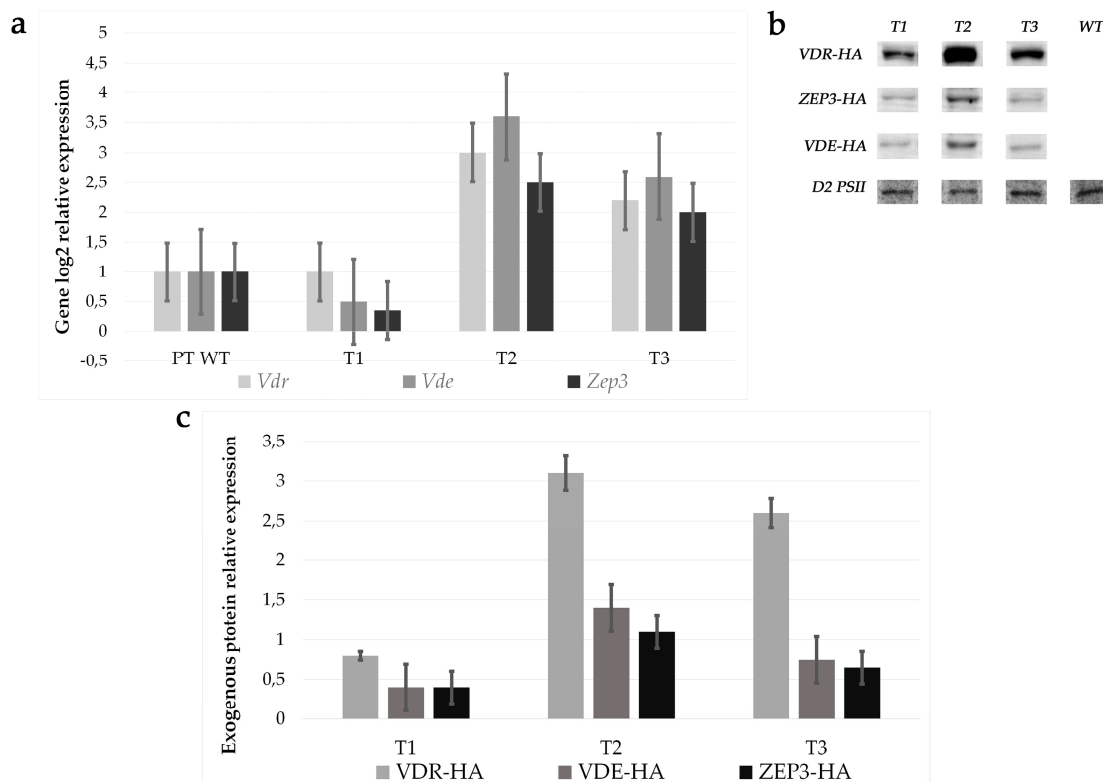 a
Gene log2 relative expression
5
4,5
4
3,5
3
2,5
2
1,5
1
0,5
0
-0,5
PT WT T1 T2 T3
Vdr Vde Zep3
b
T1 T2 T3 WT
VDR-HA
ZEP3-HA
VDE-HA
D2 PSII
c
Exogenous ptotein relative expression
3,5
3
2,5
2
1,5
1
0,5
0
T1 T2 T3
VDR-HA VDE-HA ZEP3-HA